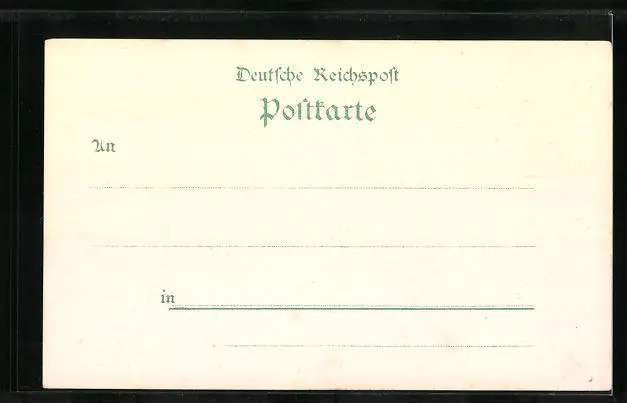 Deutſche Reichspoſt
Poſtkarte
An
in